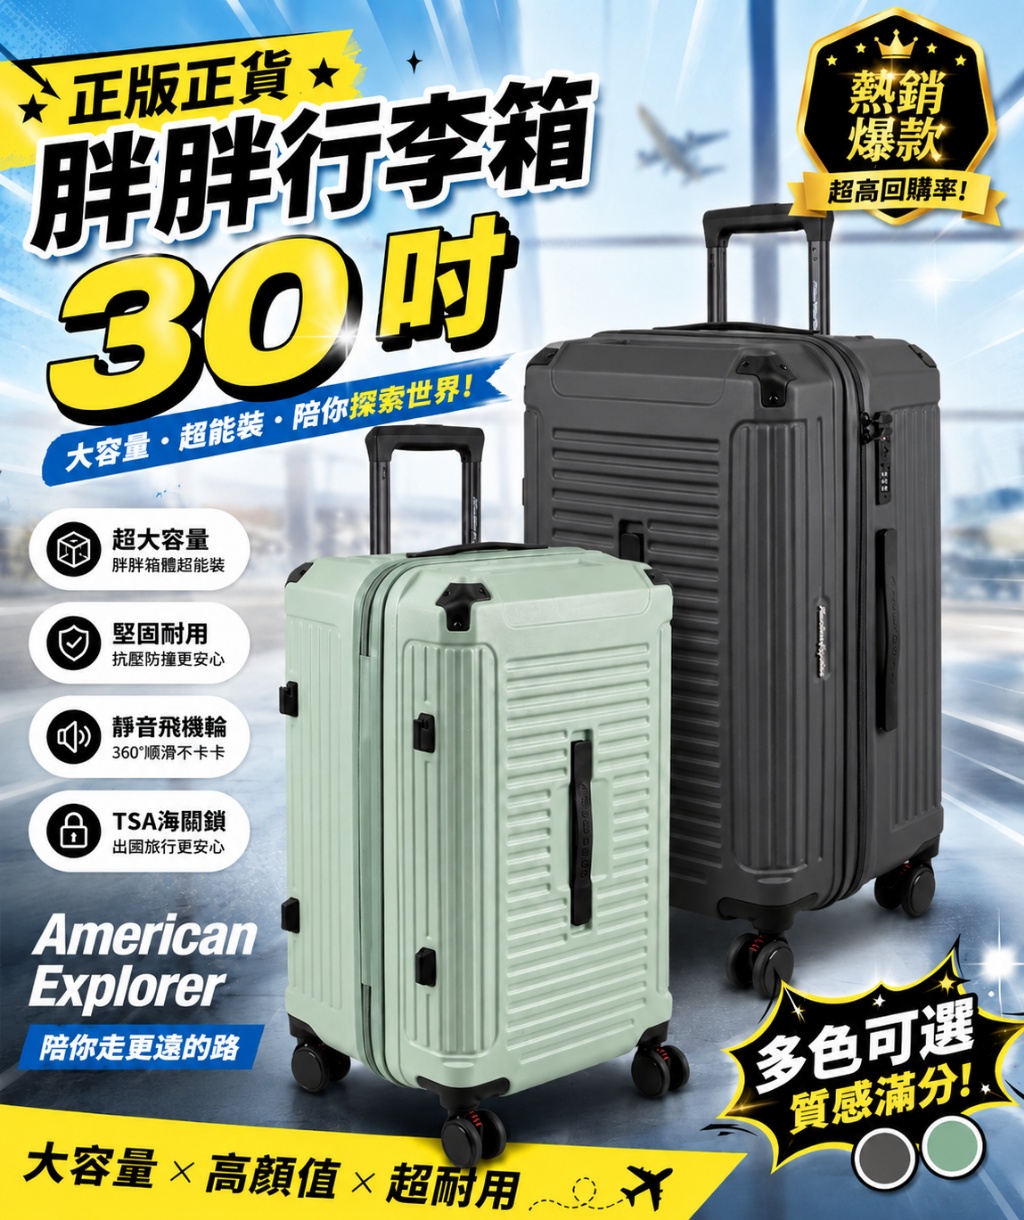 正版正貨
胖胖行李箱
30吋
大容量・超能裝・陪你探索世界!
熱銷
爆款
超高回購率!
超大容量
胖胖箱體超能裝
堅固耐用
抗壓防撞更安心
靜音飛機輪
360°顺滑不卡卡
TSA海關鎖
出國旅行更安心
American
Explorer
陪你走更遠的路
多色可選
質感滿分!
大容量×高顏值×超耐用